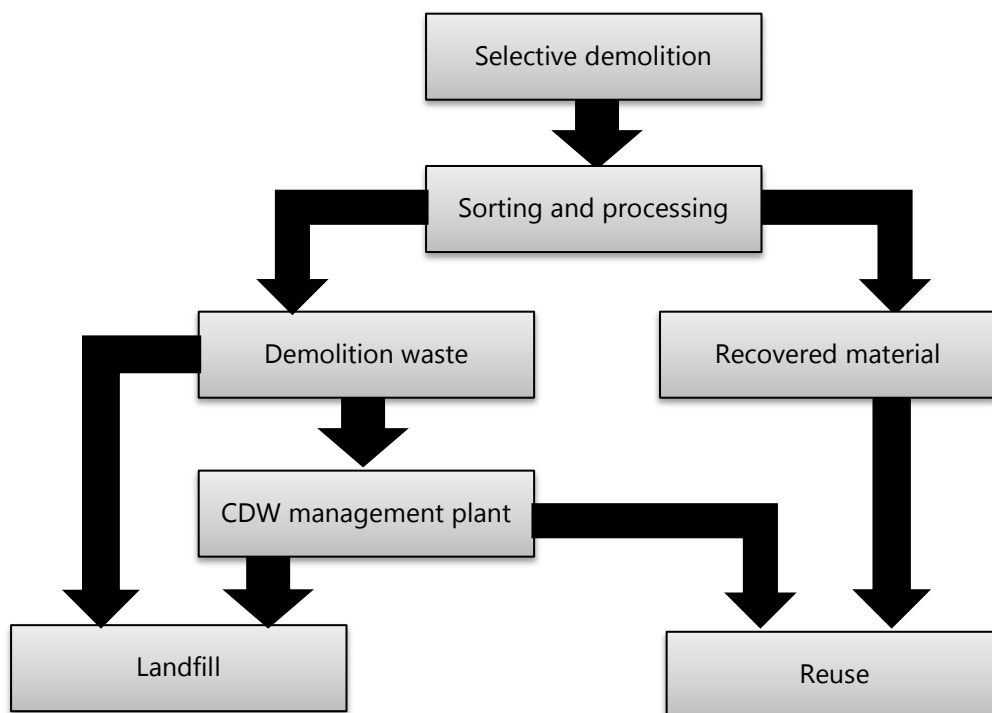 Selective demolition
Sorting and processing
Demolition waste
Recovered material
CDW management plant
Landfill
Reuse